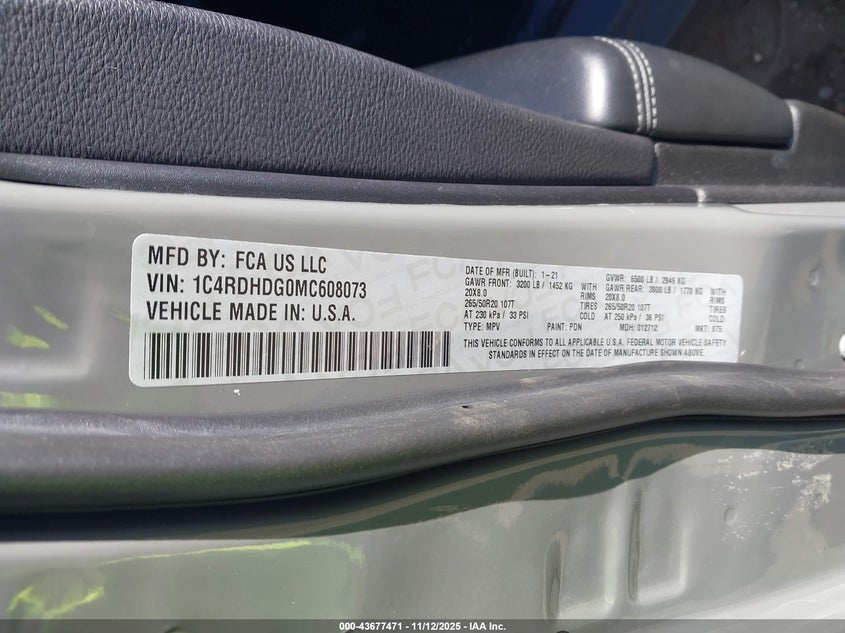 MFD BY: FCA US LLC
VIN: 1C4RDHDG0MC608073
VEHICLE MADE IN: U.S.A.
DATE OF MFR (BUILT): 1-21
GAWR FRONT: 3200 LB / 1452 KG WITH
20X8.0 RIMS
265/50R20 107T TIRES
AT 230 kPa / 33 PSI COLD
GVWR: 6500 LB / 2949 KG
GAWR REAR: 3900 LB / 1770 KG WITH
20X8.0 RIMS
265/50R20 107T TIRES
AT 250 kPa / 36 PSI COLD
TYPE: MPV PAINT: PDN MDH: 012712 MKT: 875
THIS VEHICLE CONFORMS TO ALL APPLICABLE U.S.A. FEDERAL MOTOR VEHICLE SAFETY
STANDARDS IN EFFECT ON THE DATE OF MANUFACTURE SHOWN ABOVE.
000-43677471 - 11/12/2025 - IAA Inc.